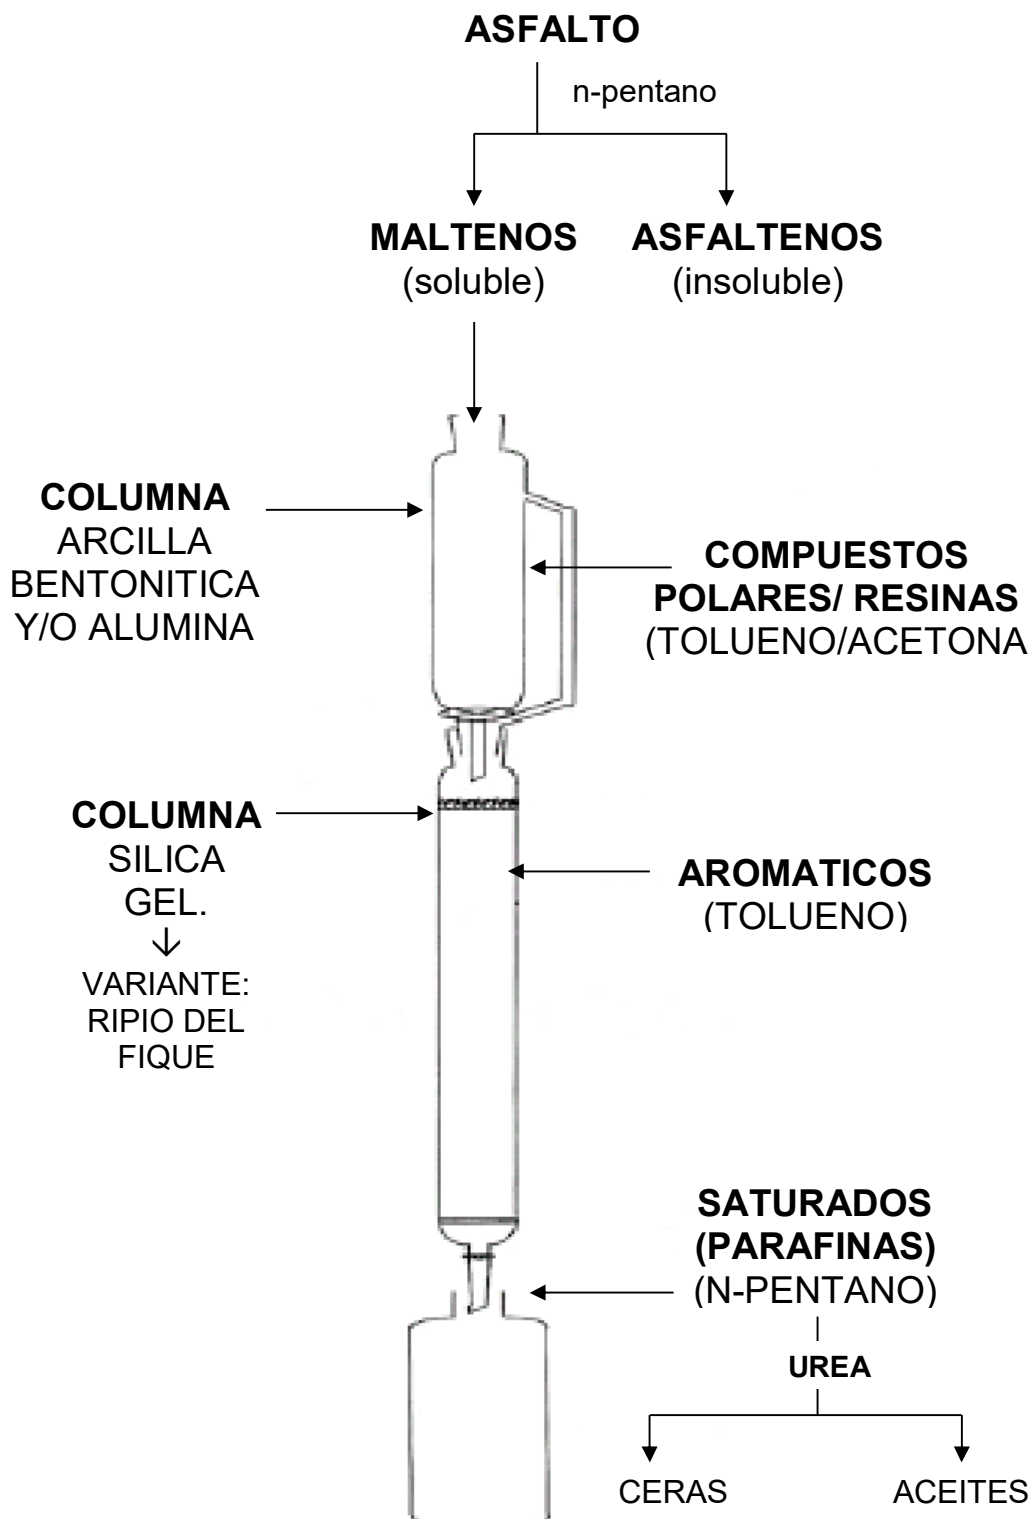 ASFALTO
n-pentano
MALTENOS
(soluble)
ASFALTENOS
(insoluble)
COLUMNA
ARCILLA
BENTONITICA
Y/O ALUMINA
COMPUESTOS
POLARES/ RESINAS
(TOLUENO/ACETONA
COLUMNA
SILICA
GEL.
VARIANTE:
RIPIO DEL
FIQUE
AROMATICOS
(TOLUENO)
SATURADOS
(PARAFINAS)
(N-PENTANO)
UREA
CERAS
ACEITES